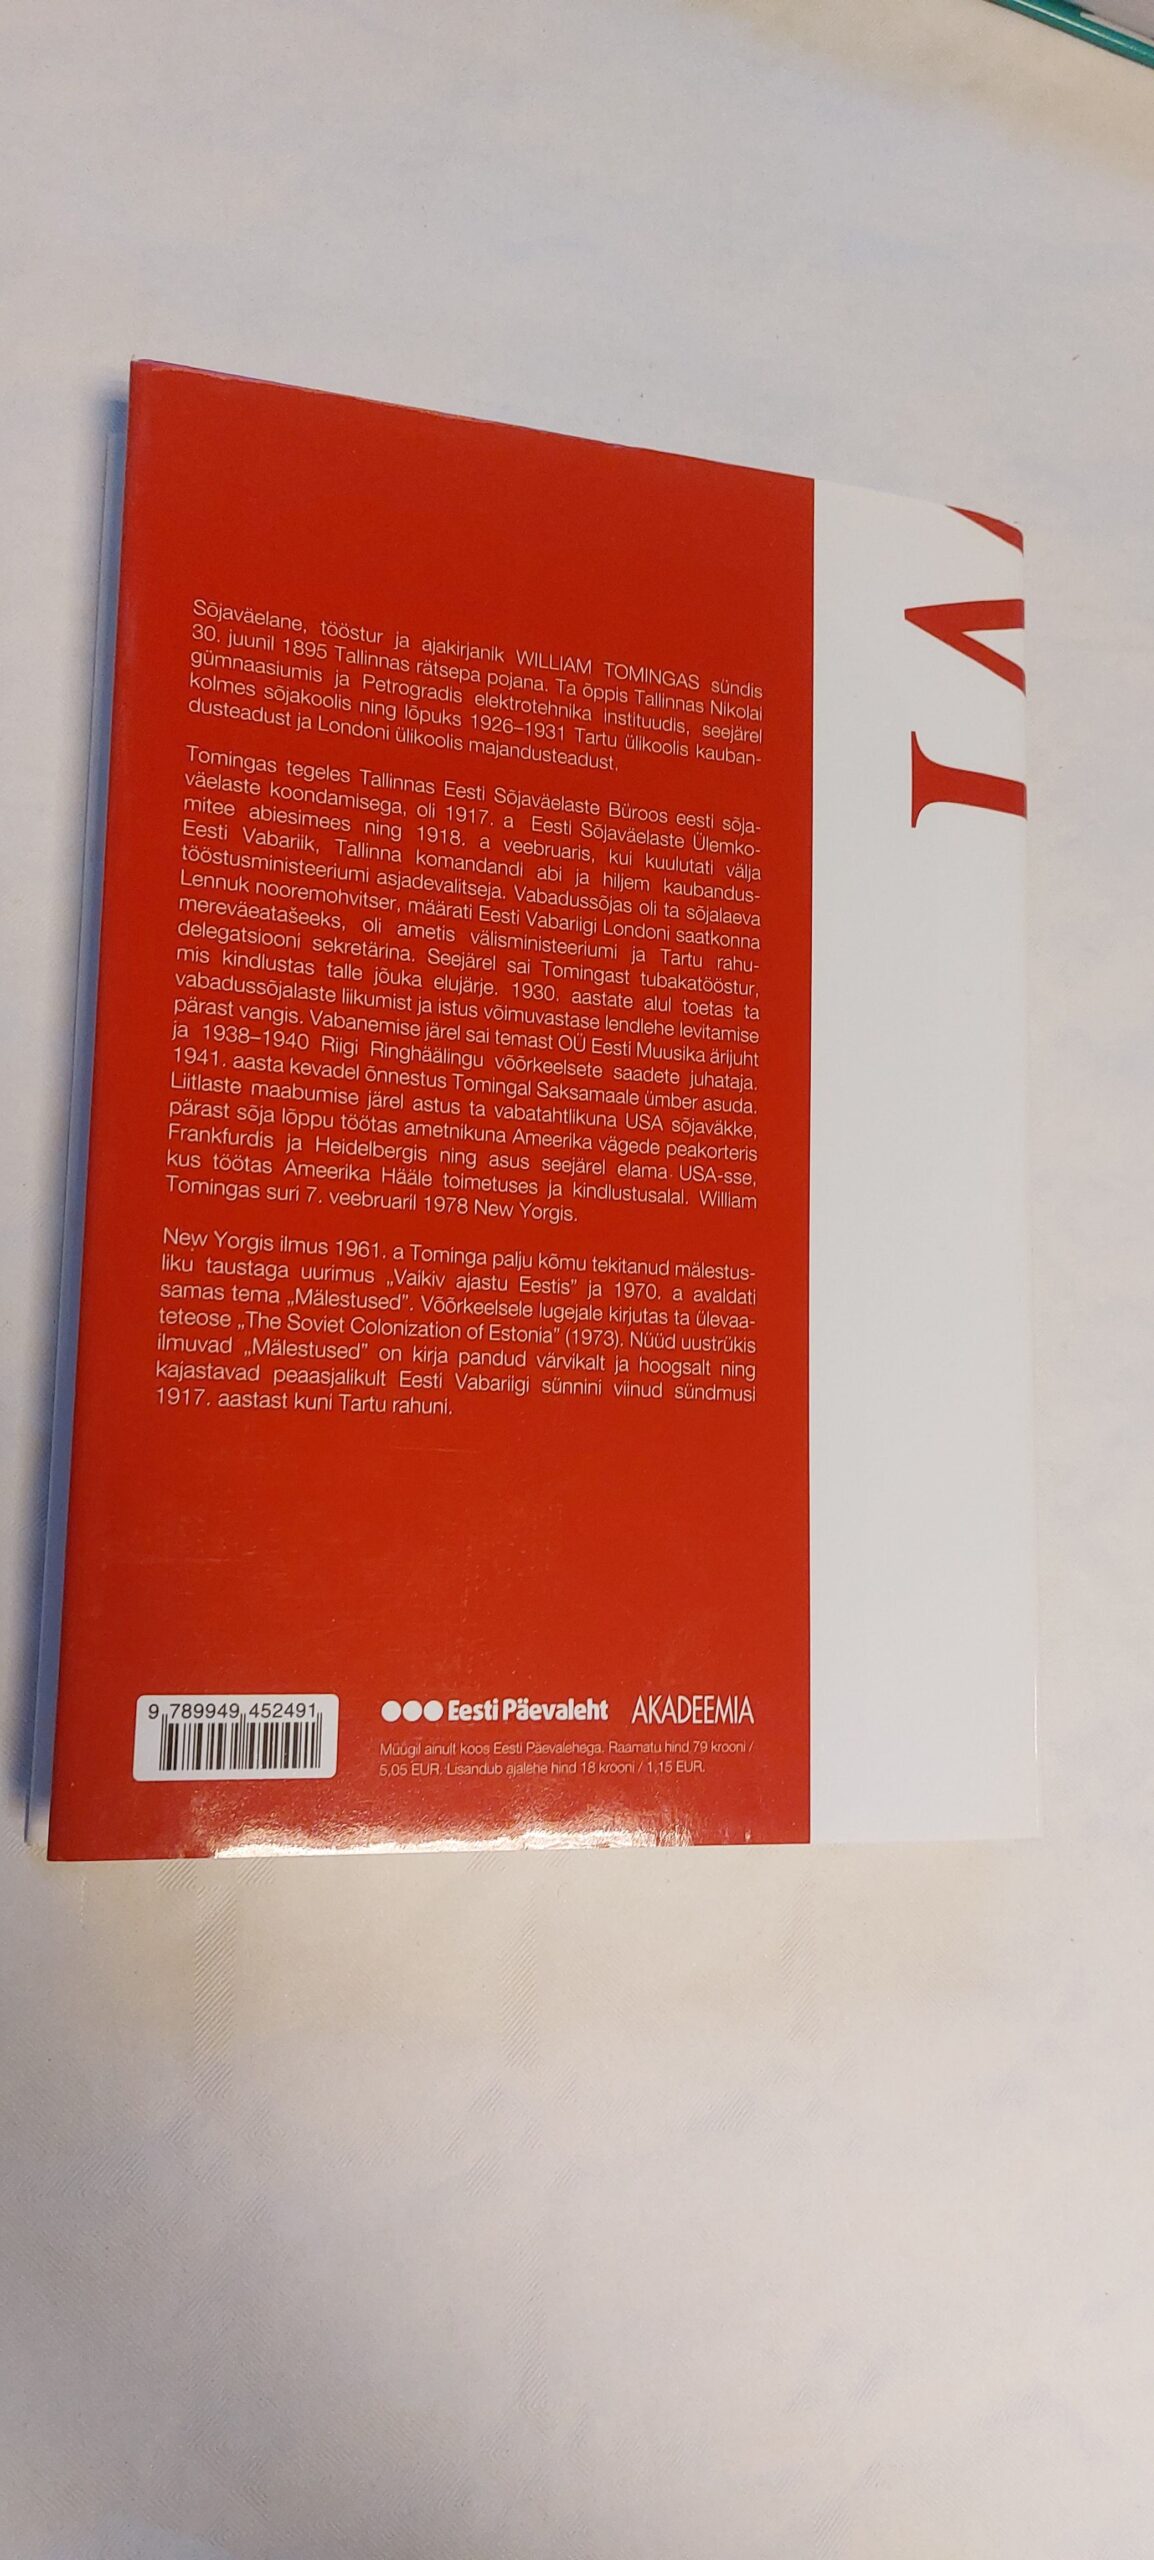 Sõjaväelane, tööstur ja ajakirjanik WILLIAM TOMINGAS sündis
30. juunil 1895 Tallinnas rätsepa pojana. Ta õppis Tallinnas Nikolai
gümnaasiumis ja Petrogradis elektrotehnika instituudis, seejärel
kolmes sõjakoolis ning lõpuks 1926–1931 Tartu ülikoolis kauban-
dusteadust ja Londoni ülikoolis majandusteadust.
Tomingas tegeles Tallinnas Eesti Sõjaväelaste Büroos eesti sõja-
väelaste koondamisega, oli 1917. a Eesti Sõjaväelaste Ülemko-
mitee abiesimees ning 1918. a veebruaris, kui kuulutati välja
Eesti Vabariik, Tallinna komandandi abi ja hiljem kaubandus-
tööstusministeeriumi asjadevalitseja. Vabadussõjas oli ta sõjalaeva
Lennuk nooremohvitser, määrati Eesti Vabariigi Londoni saatkonna
mereväeatašeeks, oli ametis välisministeeriumi ja Tartu rahu-
delegatsiooni sekretärina. Seejärel sai Tomingast tubakatööstur,
mis kindlustas talle jõuka elujärje. 1930. aastate alul toetas ta
vabadussõjalaste liikumist ja istus võimuvastase lendlehe levitamise
pärast vangis. Vabanemise järel sai temast OÜ Eesti Muusika ärijuht
ja 1938–1940 Riigi Ringhäälingu võõrkeelsete saadete juhataja.
1941. aasta kevadel õnnestus Tomingal Saksamaale ümber asuda.
Liitlaste maabumise järel astus ta vabatahtlikuna USA sõjaväkke,
pärast sõja lõppu töötas ametnikuna Ameerika vägede peakorteris
Frankfurdis ja Heidelbergis ning asus seejärel elama USA-sse,
kus töötas Ameerika Hääle toimetuses ja kindlustusalal. William
Tomingas suri 7. veebruaril 1978 New Yorgis.
New Yorgis ilmus 1961. a Tominga palju kõmu tekitanud mälestus-
liku taustaga uurimus „Vaikiv ajastu Eestis” ja 1970. a avaldati
samas tema „Mälestused”. Võõrkeelsele lugejale kirjutas ta ülevaa-
teteose „The Soviet Colonization of Estonia” (1973). Nüüd uustrükis
ilmuvad „Mälestused” on kirja pandud värvikalt ja hoogsalt ning
kajastavad peaasjalikult Eesti Vabariigi sünnini viinud sündmusi
1917. aastast kuni Tartu rahuni.
9 789949 452491
Eesti Päevaleht AKADEEMIA
Müügil ainult koos Eesti Päevalehega. Raamatu hind 79 krooni /
5,05 EUR. Lisandub ajalehe hind 18 krooni / 1,15 EUR.